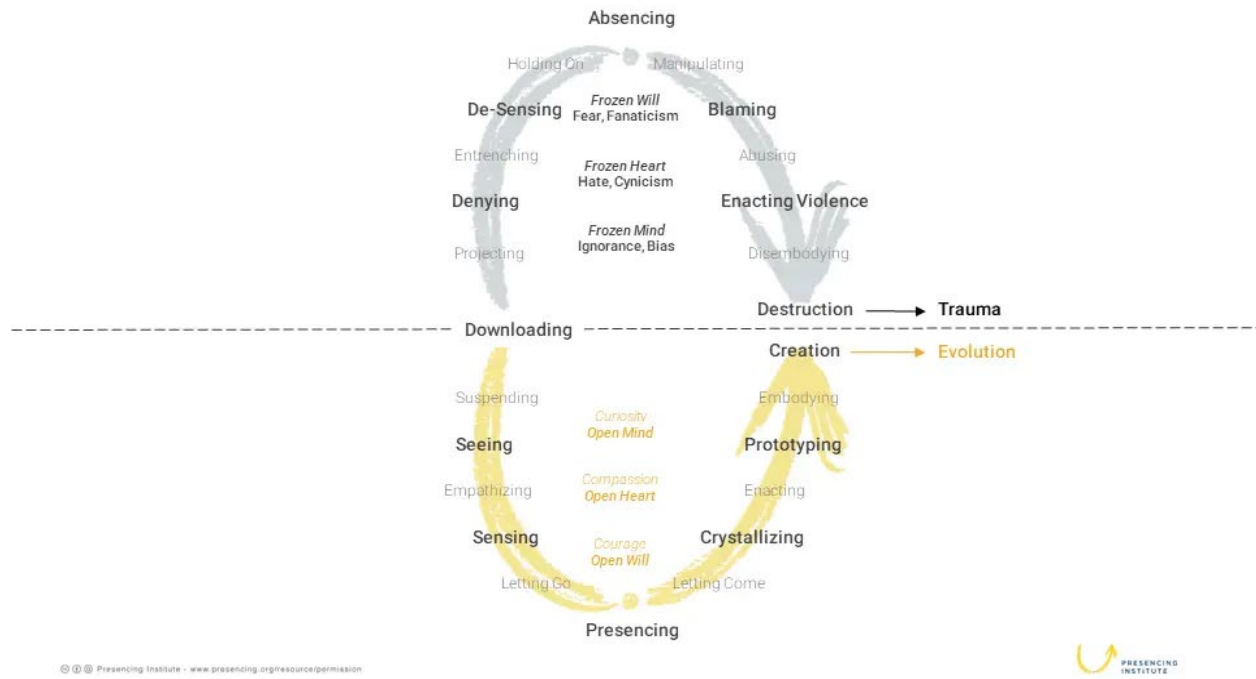 Absencing
Holding On
Manipulating
De-Sensing
Frozen Will
Fear, Fanaticism
Blaming
Entrenching
Frozen Heart
Hate, Cynicism
Abusing
Denying
Enacting Violence
Frozen Mind
Ignorance, Bias
Projecting
Disembodying
Destruction
Trauma
Downloading
Creation
Evolution
Suspending
Curiosity
Open Mind
Embodying
Seeing
Prototyping
Empathizing
Compassion
Open Heart
Enacting
Sensing
Courage
Open Will
Crystallizing
Letting Go
Letting Come
Presencing
Presencing Institute - www.presencing.org/resource/permission
PRESENCING
INSTITUTE